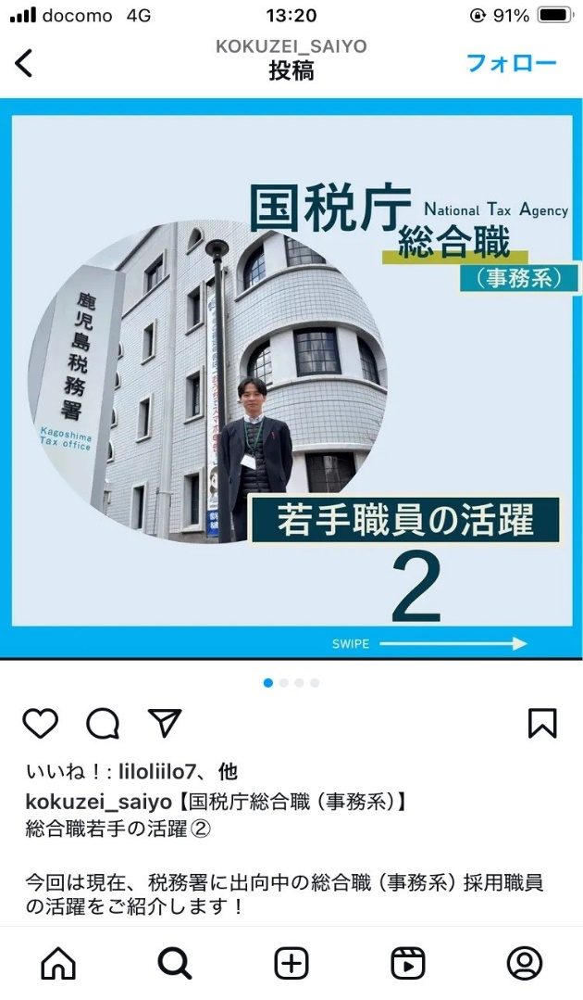 docomo 4G
13:20
91%
KOKUZEI_SAIYO
投稿
フォロー
国税庁 National Tax Agency
総合職
（事務系）
鹿児島税務署
Kagoshima
Tax office
若手職員の活躍
2
SWIPE
いいね！: liloliilo7、他
kokuzei_saiyo【国税庁総合職（事務系）】
総合職若手の活躍②
今回は現在、税務署に出向中の総合職（事務系）採用職員
の活躍をご紹介します！